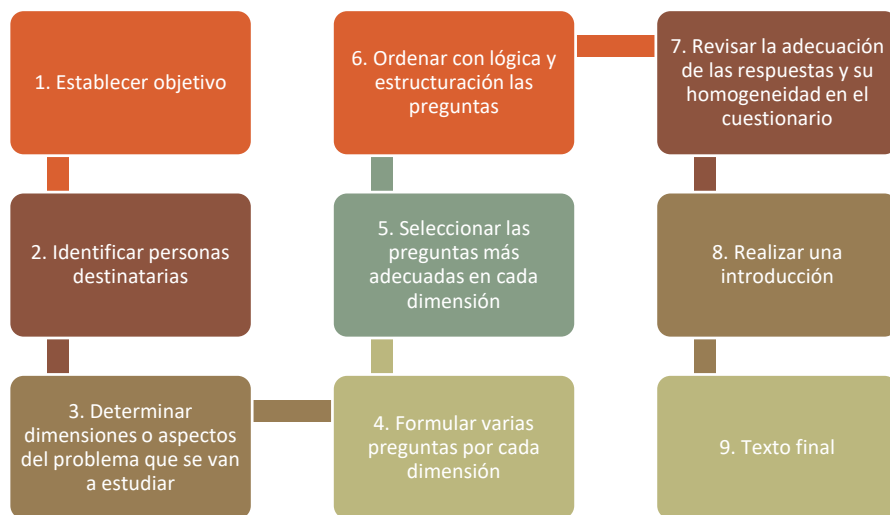 1. Establecer objetivo
2. Identificar personas
destinatarias
3. Determinar
dimensiones o aspectos
del problema que se van
a estudiar
4. Formular varias
preguntas por cada
dimensión
5. Seleccionar las
preguntas más
adecuadas en cada
dimensión
6. Ordenar con lógica y
estructuración las
preguntas
7. Revisar la adecuación
de las respuestas y su
homogeneidad en el
cuestionario
8. Realizar una
introducción
9. Texto final